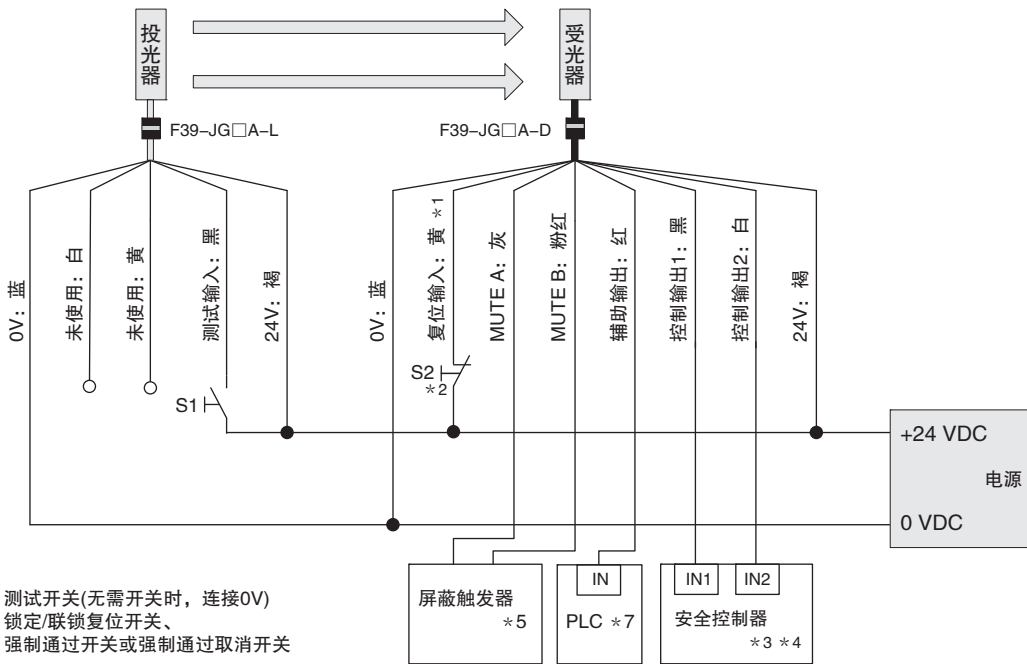 投光器
受光器
F39–JG□A–L
F39–JG□A–D
0V：蓝
未使用：白
未使用：黄
测试输入：黑
24V：褐
0V：蓝
复位输入：黄 *1
MUTE A：灰
MUTE B：粉红
辅助输出：红
控制输出1：黑
控制输出2：白
24V：褐
S1
S2
*2
+24 VDC
电源
0 VDC
屏蔽触发器
*5
IN
PLC *7
IN1
IN2
安全控制器
*3 *4
测试开关(无需开关时，连接0V)
锁定/联锁复位开关、
强制通过开关或强制通过取消开关